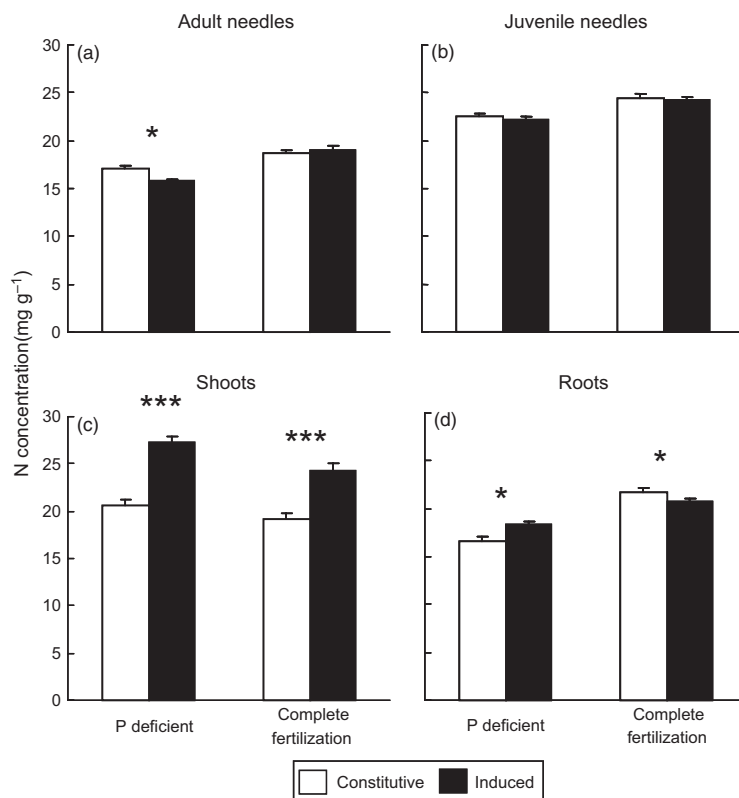 Adult needles
Juvenile needles
N concentration(mg g⁻¹)
(a)
30
25
20
15
10
5
0
*
(b)
Shoots
Roots
(c)
30
25
20
15
10
5
0
***
***
P deficient
Complete
fertilization
(d)
*
*
P deficient
Complete
fertilization
Constitutive
Induced